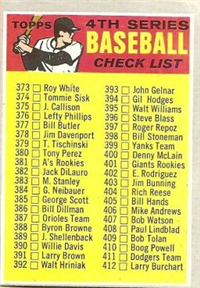 TOPPS
4TH SERIES
BASEBALL
CHECK LIST
373 Roy White
374 Tommie Sisk
375 J. Callison
376 Lefty Phillips
377 Bill Butler
378 Jim Davenport
379 T. Tischinski
380 Tony Perez
381 A's Rookies
382 Jack DiLauro
383 M. Stanley
384 G. Neibauer
385 George Scott
386 Bill Dillman
387 Orioles Team
388 Byron Browne
389 J. Shellenback
390 Willie Davis
391 Larry Brown
392 Walt Hriniak
393 John Gelnar
394 Gil Hodges
395 Walt Williams
396 Steve Blass
397 Roger Repoz
398 Bill Stoneman
399 Yanks Team
400 Denny McLain
401 Giants Rookies
402 E. Rodriguez
403 Jim Bunning
404 Rich Reese
405 Bill Hands
406 Mike Andrews
407 Bob Watson
408 Paul Lindblad
409 Bob Tolan
410 Boog Powell
411 Dodgers Team
412 Larry Burchart